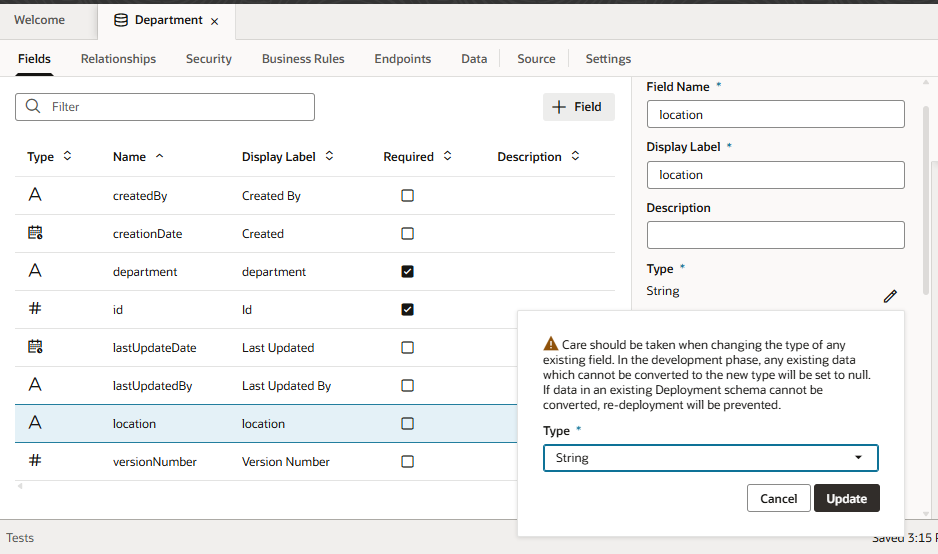 Welcome
Department
Fields
Relationships
Security
Business Rules
Endpoints
Data
Source
Settings
Filter
Field
Type
Name
Display Label
Required
Description
createdBy
Created By
creationDate
Created
department
department
id
Id
lastUpdateDate
Last Updated
lastUpdatedBy
Last Updated By
location
location
versionNumber
Version Number
Field Name *
location
Display Label *
location
Description
Type *
String
Care should be taken when changing the type of any
existing field. In the development phase, any existing data
which cannot be converted to the new type will be set to null.
If data in an existing Deployment schema cannot be
converted, re-deployment will be prevented.
Type *
String
Cancel
Update
Tests
Saved 3:15